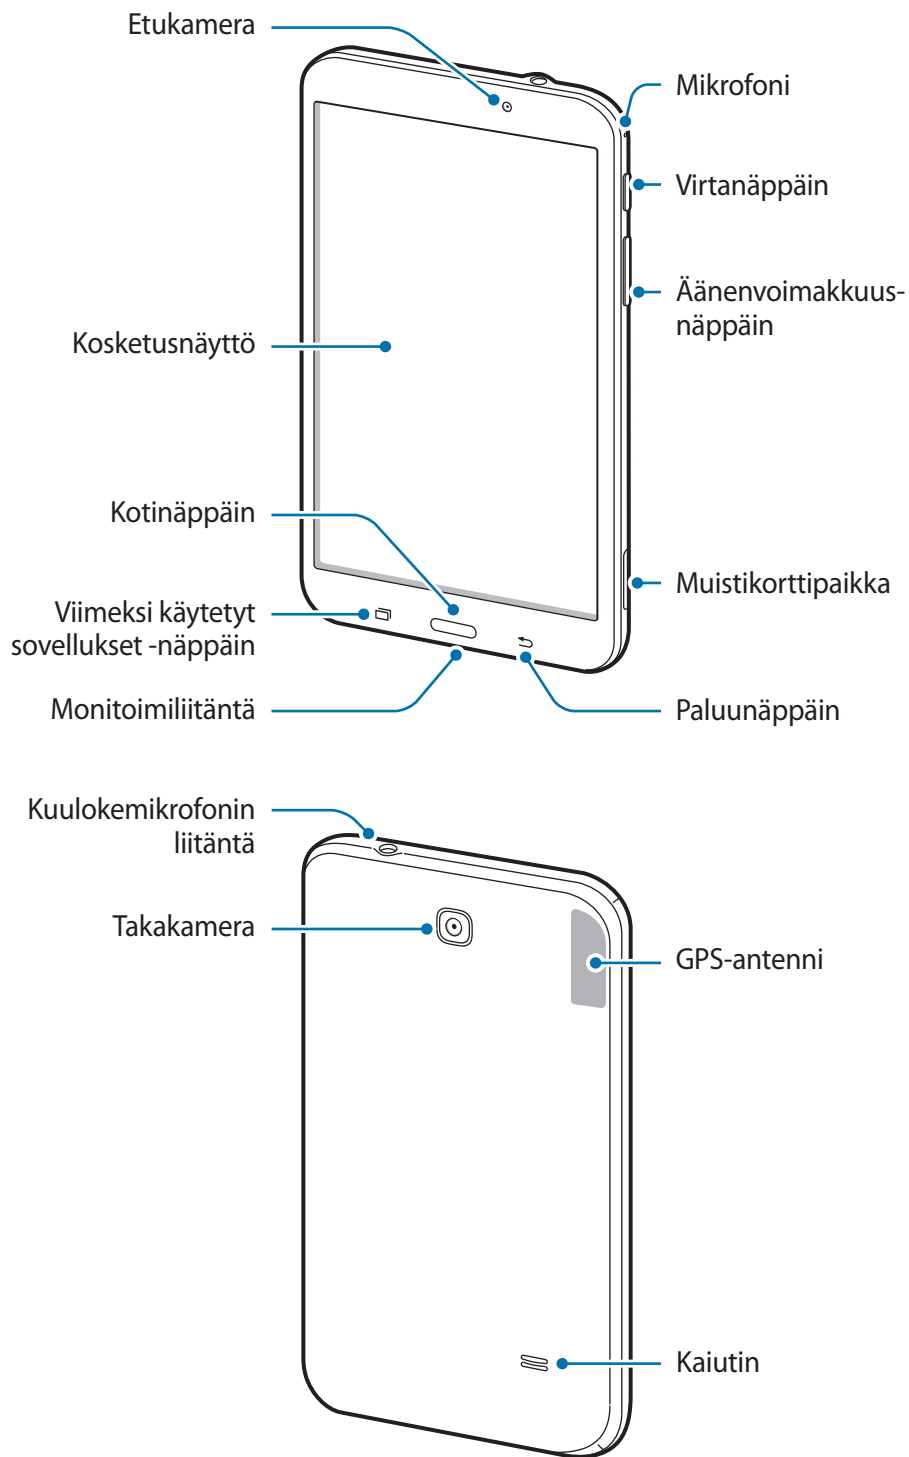 Etukamera
Mikrofoni
Virtanäppäin
Äänenvoimakkuus-
näppäin
Kosketusnäyttö
Kotinäppäin
Muistikorttipaikka
Viimeksi käytetyt
sovellukset -näppäin
Monitoimiliitäntä
Paluunäppäin
Kuulokemikrofonin
liitäntä
Takakamera
GPS-antenni
Kaiutin